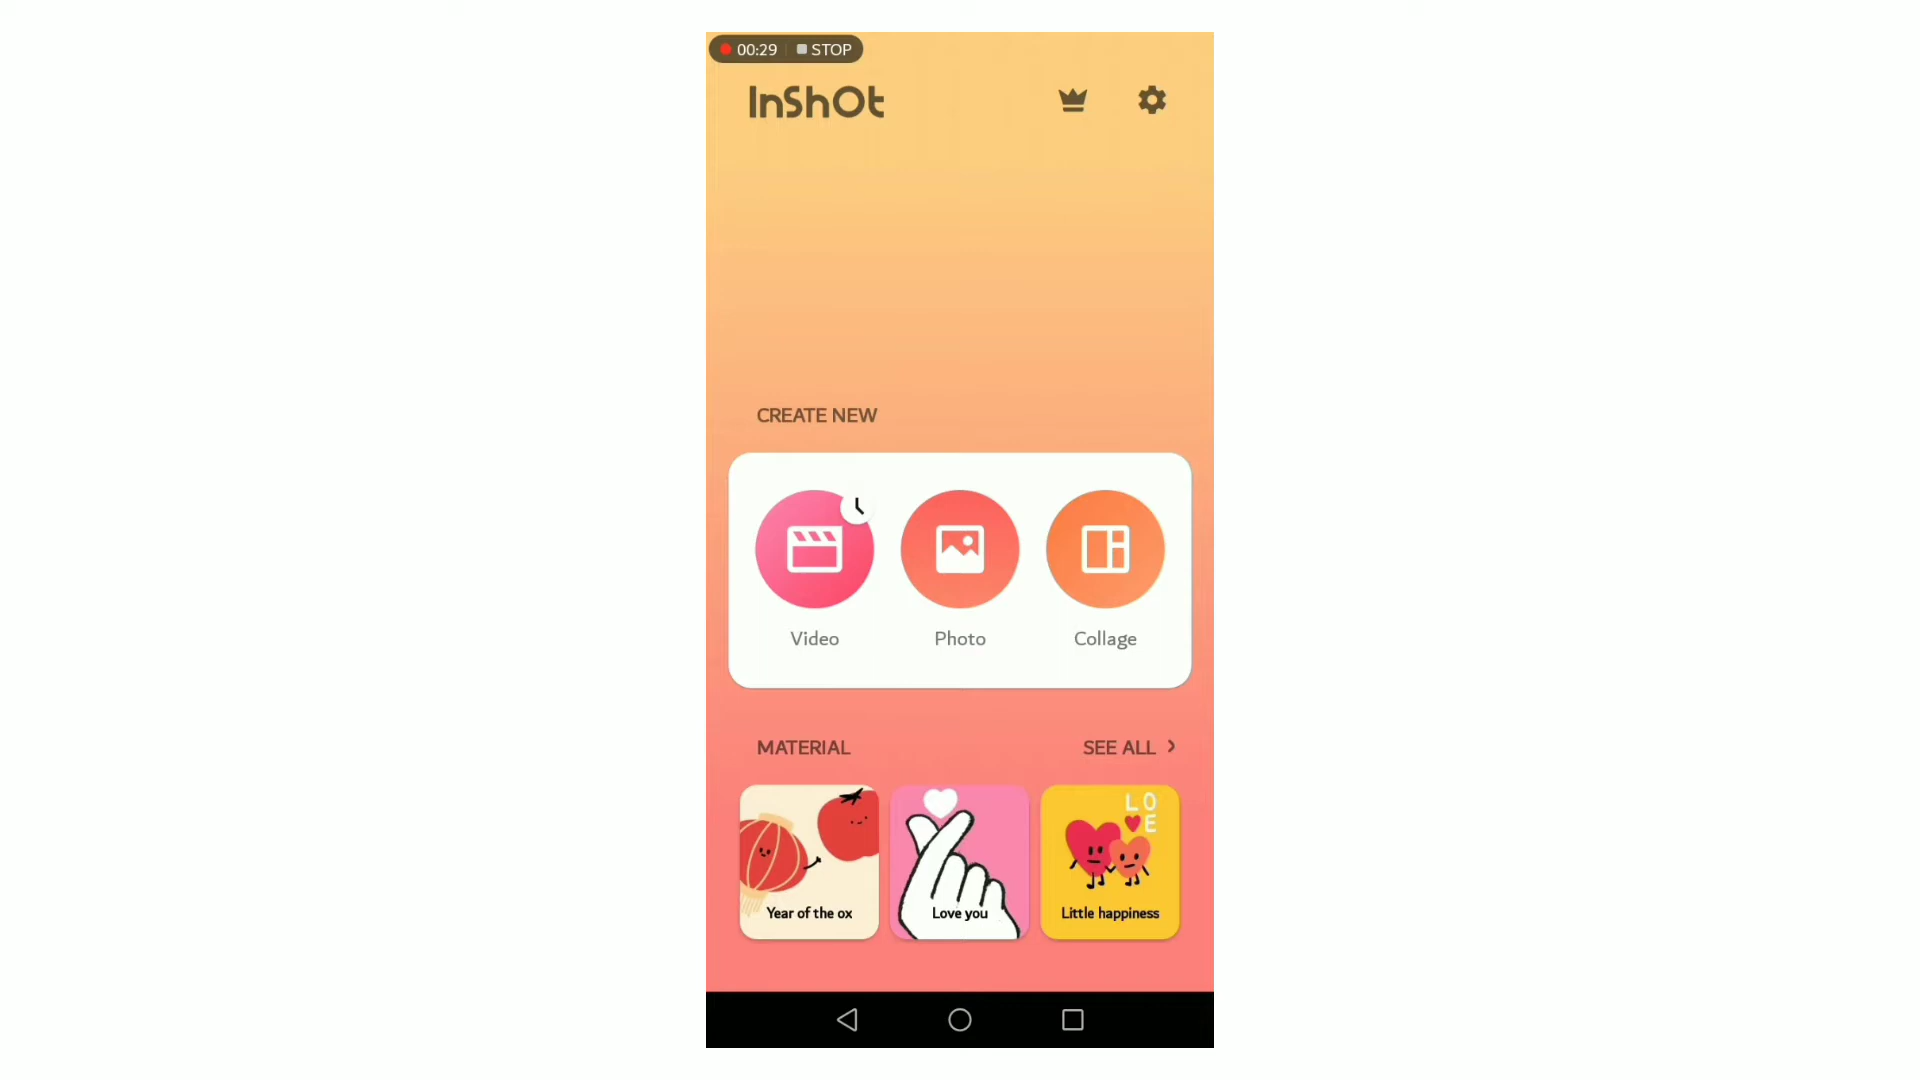 00:29 STOP
InShOt
CREATE NEW
Video Photo Collage
MATERIAL SEE ALL >
LO
E
Year of the ox Love you Little happiness